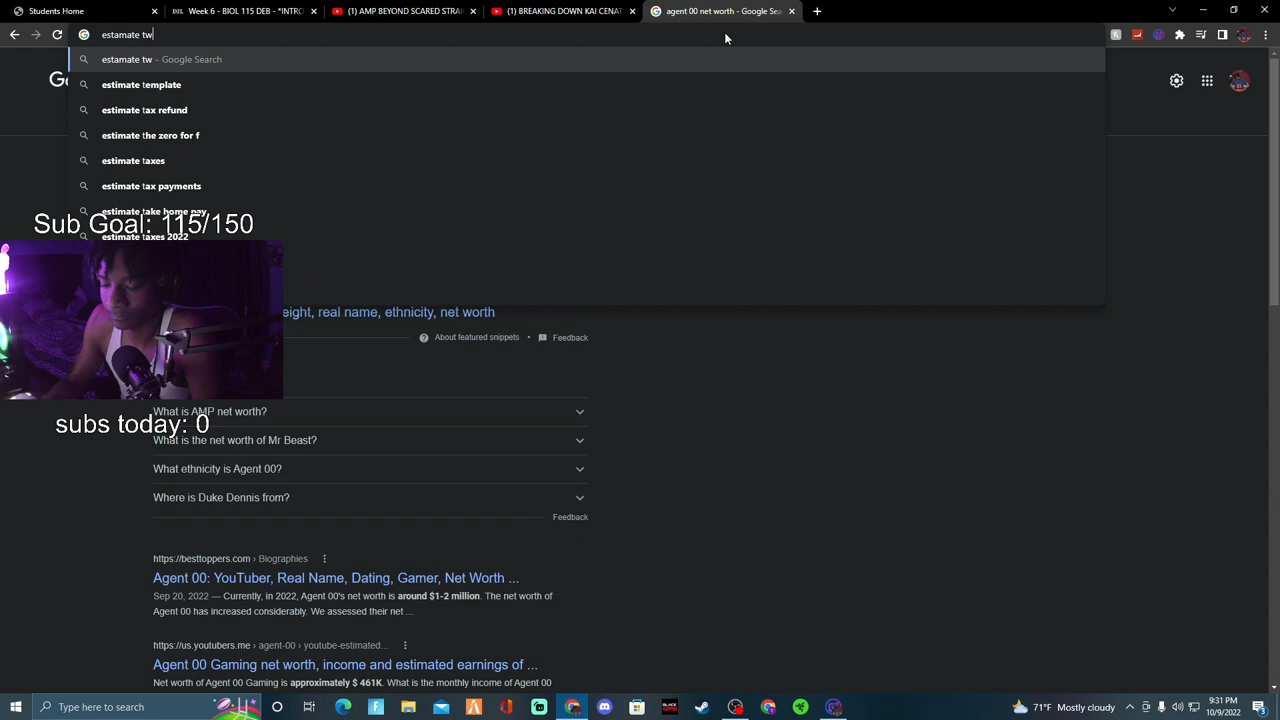 Students Home
Week 6 - BIOL 115 DEB - *INTRO
(1) AMP BEYOND SCARED STRAI
(1) BREAKING DOWN KAI CENAT
agent 00 net worth - Google Sea
estamate tw
estamate tw - Google Search
estimate template
estimate tax refund
estimate the zero for f
estimate taxes
estimate tax payments
estimate take home pay
Sub Goal: 115/150
estimate taxes 2022
eight, real name, ethnicity, net worth
About featured snippets • Feedback
What is AMP net worth?
subs today: 0
What is the net worth of Mr Beast?
What ethnicity is Agent 00?
Where is Duke Dennis from?
Feedback
https://besttoppers.com › Biographies
Agent 00: YouTuber, Real Name, Dating, Gamer, Net Worth ...
Sep 20, 2022 — Currently, in 2022, Agent 00's net worth is around $1-2 million. The net worth of
Agent 00 has increased considerably. We assessed their net ...
https://us.youtubers.me › agent-00 › youtube-estimated...
Agent 00 Gaming net worth, income and estimated earnings of ...
Net worth of Agent 00 Gaming is approximately $ 461K. What is the monthly income of Agent 00
Type here to search
71°F Mostly cloudy
9:31 PM
10/9/2022